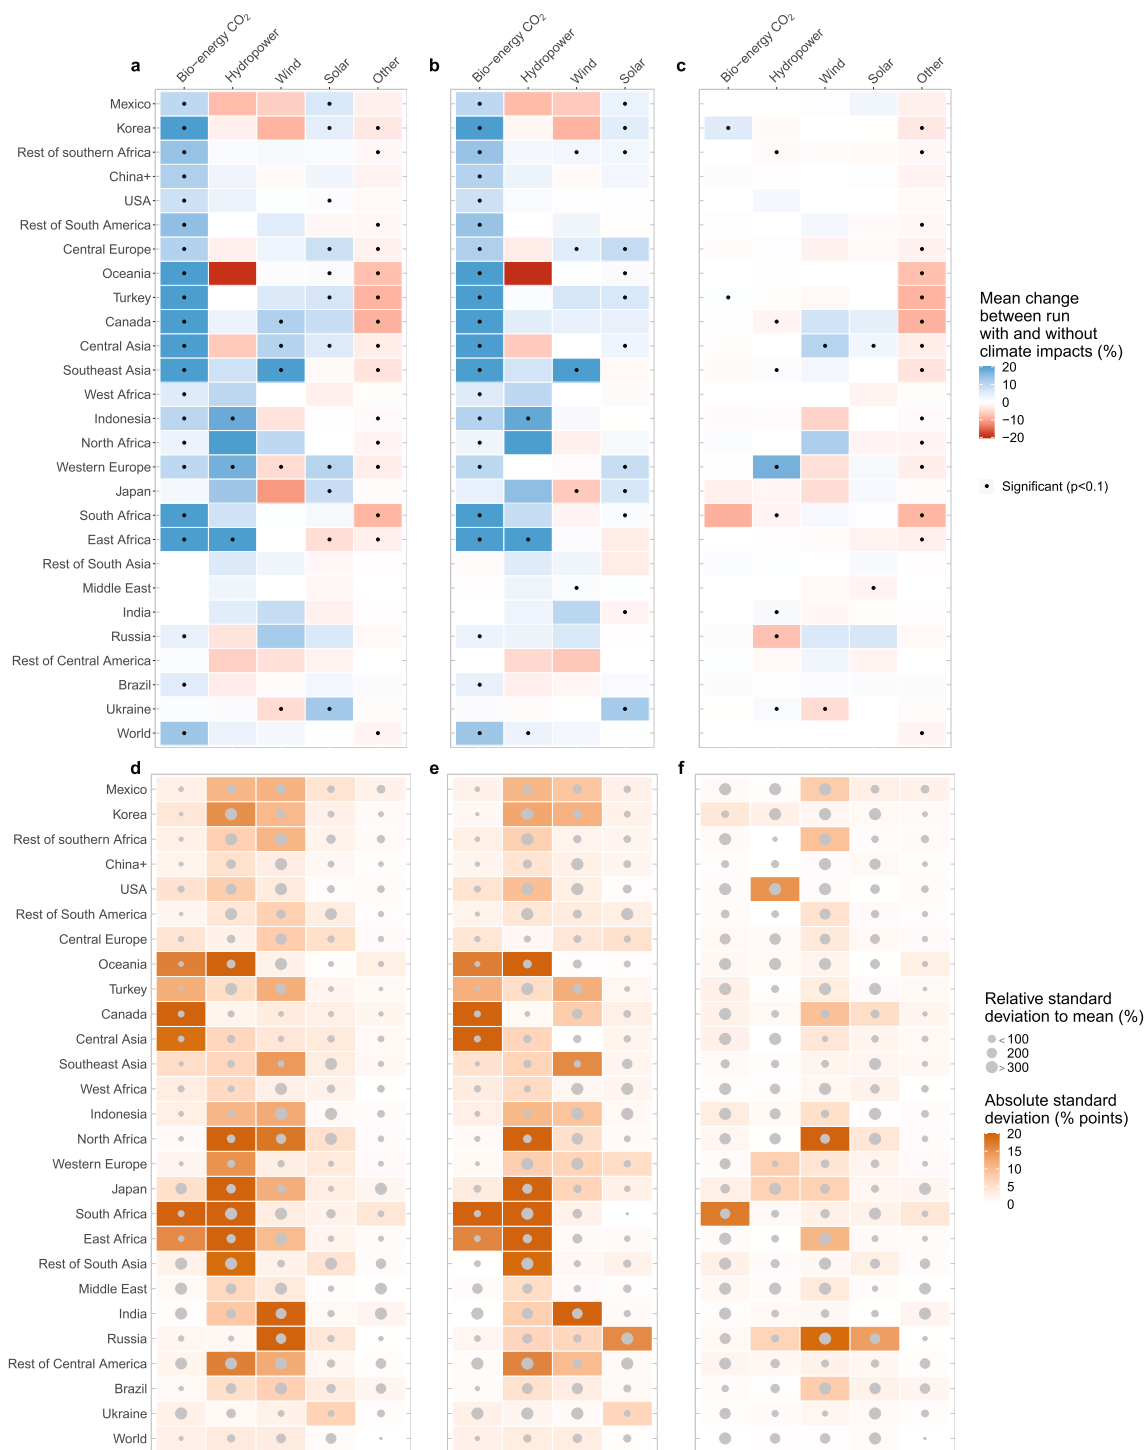 a
Bio−energy CO2
Hydropower
Wind
Solar
Other
b
Bio−energy CO2
Hydropower
Wind
Solar
c
Bio−energy CO2
Hydropower
Wind
Solar
Other
Mexico
Korea
Rest of southern Africa
China+
USA
Rest of South America
Central Europe
Oceania
Turkey
Canada
Central Asia
Southeast Asia
West Africa
Indonesia
North Africa
Western Europe
Japan
South Africa
East Africa
Rest of South Asia
Middle East
India
Russia
Rest of Central America
Brazil
Ukraine
World
Mean change
between run
with and without
climate impacts (%)
20
10
0
−10
−20
Significant (p<0.1)
d
e
f
Mexico
Korea
Rest of southern Africa
China+
USA
Rest of South America
Central Europe
Oceania
Turkey
Canada
Central Asia
Southeast Asia
West Africa
Indonesia
North Africa
Western Europe
Japan
South Africa
East Africa
Rest of South Asia
Middle East
India
Russia
Rest of Central America
Brazil
Ukraine
World
Relative standard
deviation to mean (%)
< 100
200
> 300
Absolute standard
deviation (% points)
20
15
10
5
0